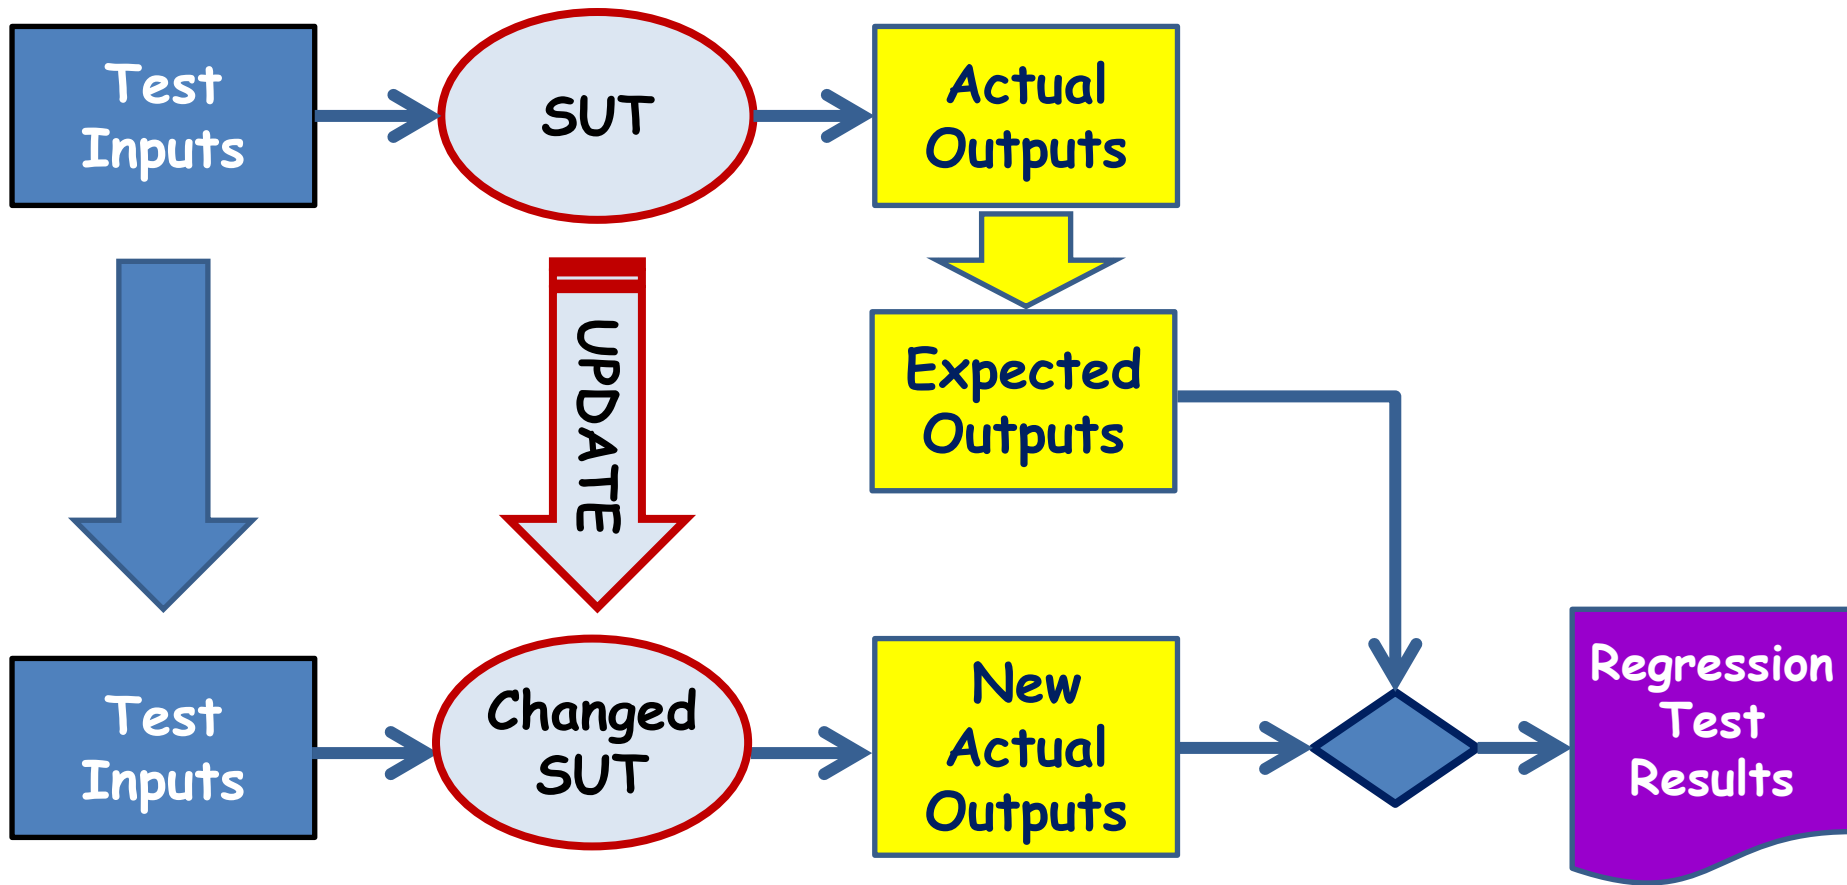 Test
Inputs
SUT
Actual
Outputs
UPDATE
Expected
Outputs
Test
Inputs
Changed
SUT
New
Actual
Outputs
Regression
Test
Results